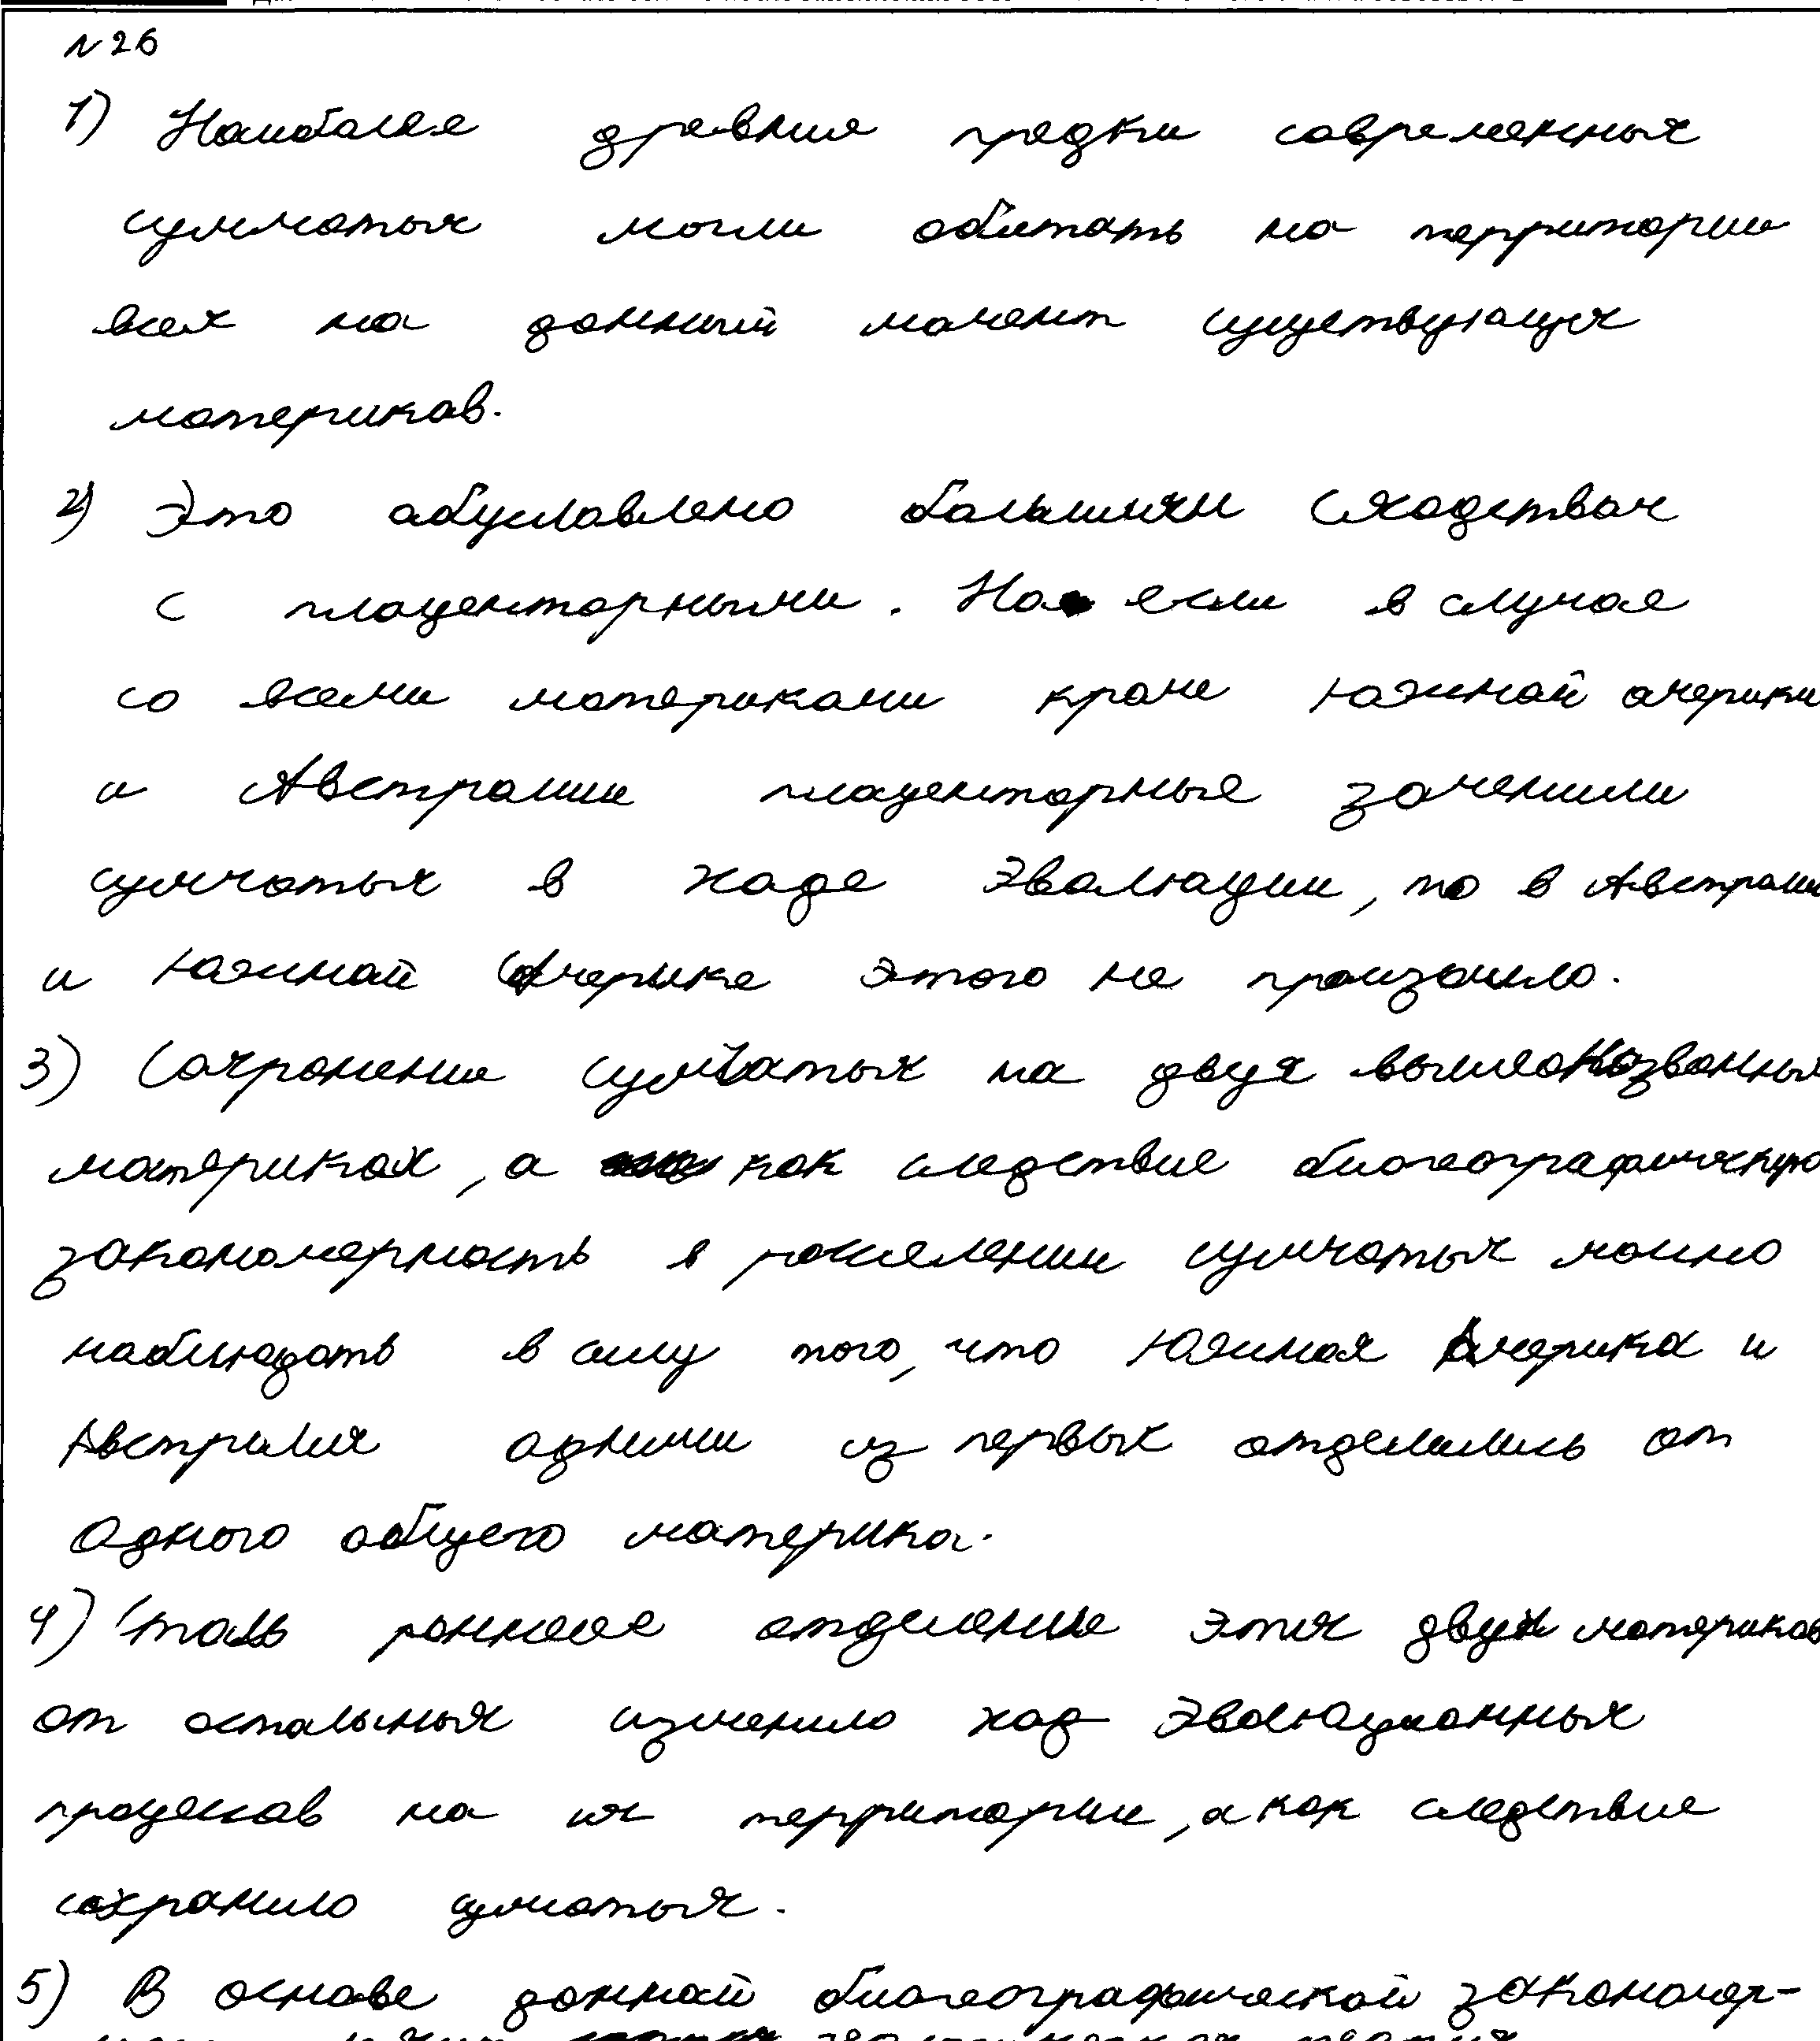 №26
1) Наиболее древние предки современных
сумчатых могли обитать на территории
всех на данный момент существующих
материков.
2) Это обусловлено большим сходством
с плацентарными. Но если в случае
со всеми материками кроме Южной америки
и Австралии плацентарные заменили
сумчатых в ходе эволюции, то в Австралии
и Южной Америке этого не произошло.
3) Сохранение сумчатых на двух вышеназванных
материках, а как следствие биогеографическую
закономерность в расселении сумчатых можно
наблюдать в силу того, что Южная Америка и
Австралия одними из первых отделились от
одного общего материка.
4) Столь раннее отделение этих двух материков
от остальных изменило ход эволюционных
процессов на их территории, а как следствие
сохранило сумчатых.
5) В основе данной биогеографической закономер-